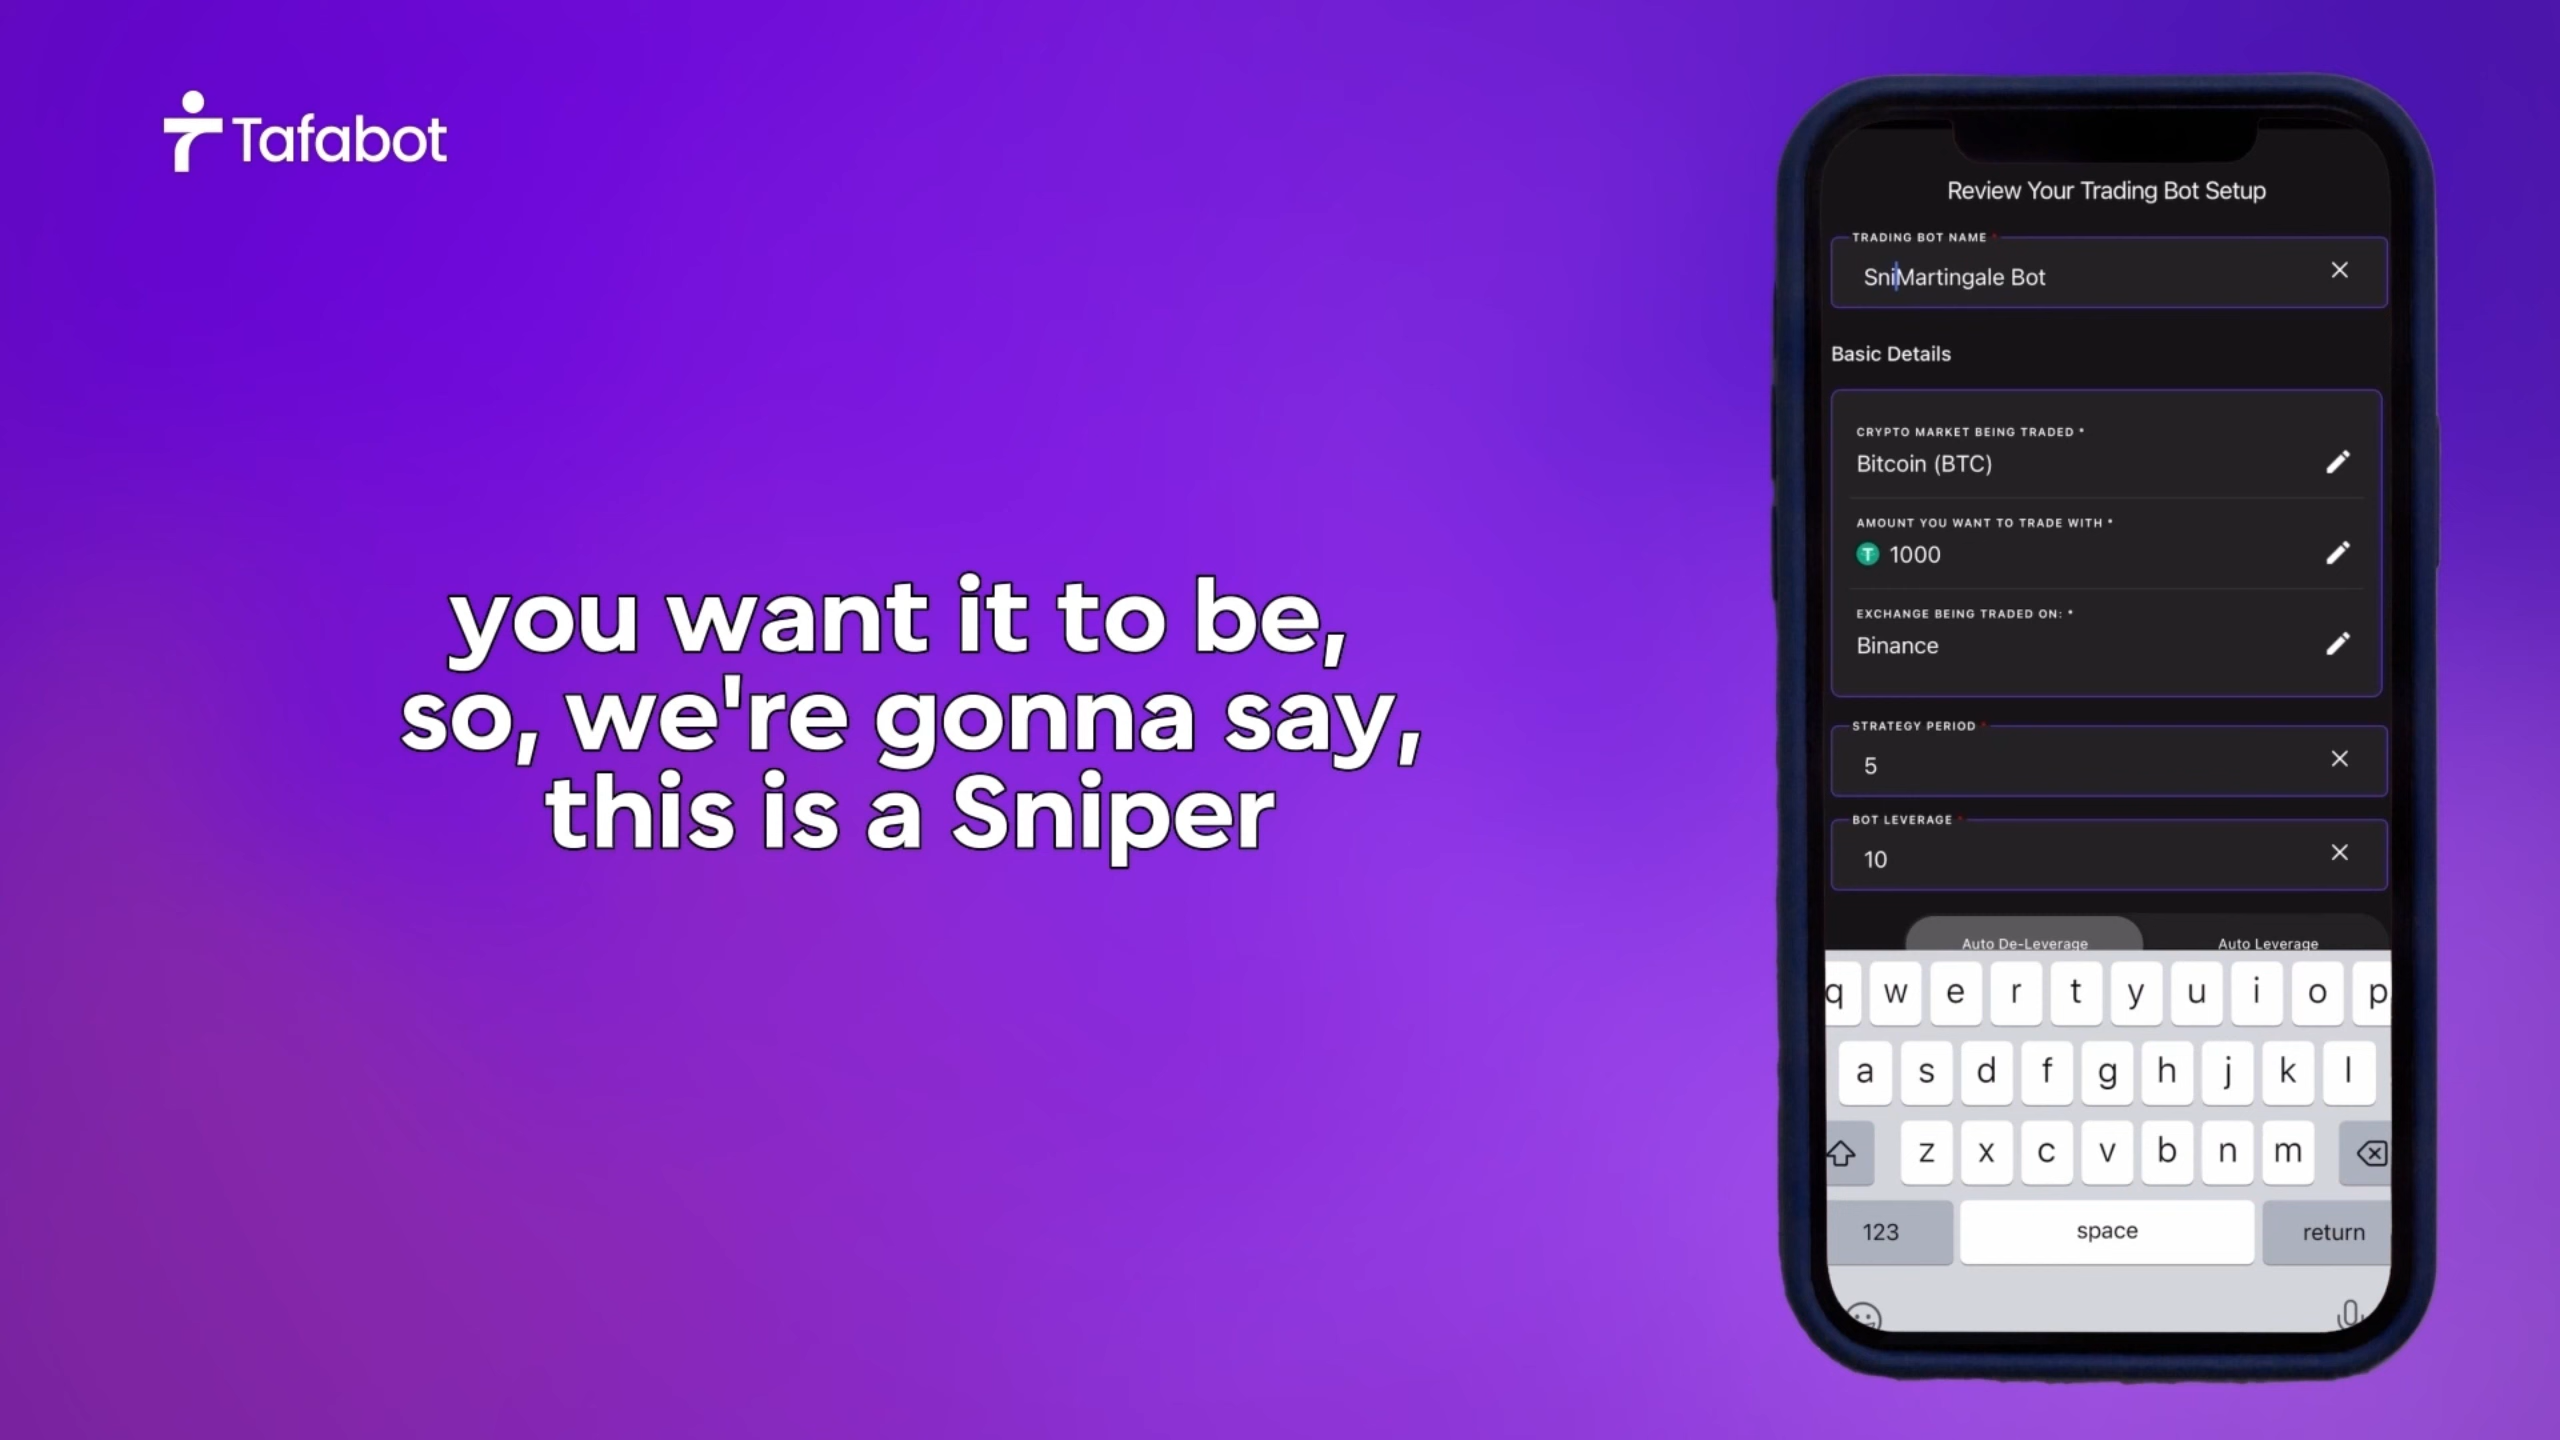 Tafabot
you want it to be,
so, we're gonna say,
this is a Sniper
Review Your Trading Bot Setup
TRADING BOT NAME *
SniMartingale Bot
Basic Details
CRYPTO MARKET BEING TRADED *
Bitcoin (BTC)
AMOUNT YOU WANT TO TRADE WITH *
1000
EXCHANGE BEING TRADED ON: *
Binance
STRATEGY PERIOD *
5
BOT LEVERAGE *
10
Auto De-Leverage Auto Leverage
q w e r t y u i o p
a s d f g h j k l
z x c v b n m
123 space return